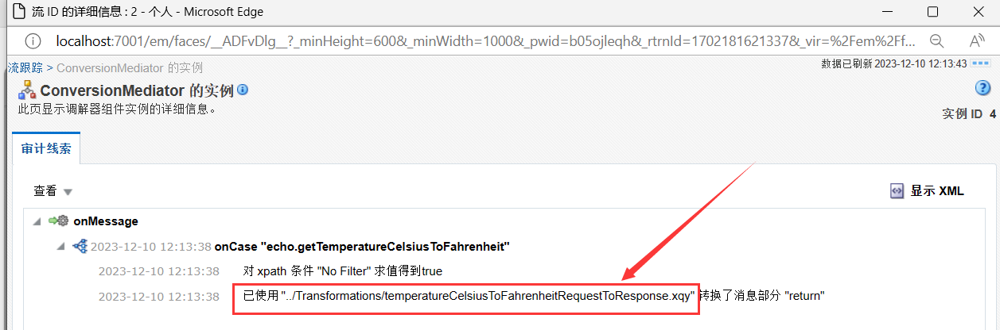 流 ID 的详细信息 : 2 - 个人 - Microsoft Edge
localhost:7001/em/faces/__ADFvDlg__?_minHeight=600&_minWidth=1000&_pwid=b05ojleqh&_rtrnId=1702181621337&_vir=%2Fem%2Ff...
流跟踪 > ConversionMediator 的实例
数据已刷新 2023-12-10 12:13:43
ConversionMediator 的实例
此页显示调解器组件实例的详细信息。
实例 ID 4
审计线索
查看
显示 XML
onMessage
2023-12-10 12:13:38 onCase "echo.getTemperatureCelsiusToFahrenheit"
2023-12-10 12:13:38 对 xpath 条件 "No Filter" 求值得到true
2023-12-10 12:13:38 已使用 "../Transformations/temperatureCelsiusToFahrenheitRequestToResponse.xqy" 转换了消息部分 "return"